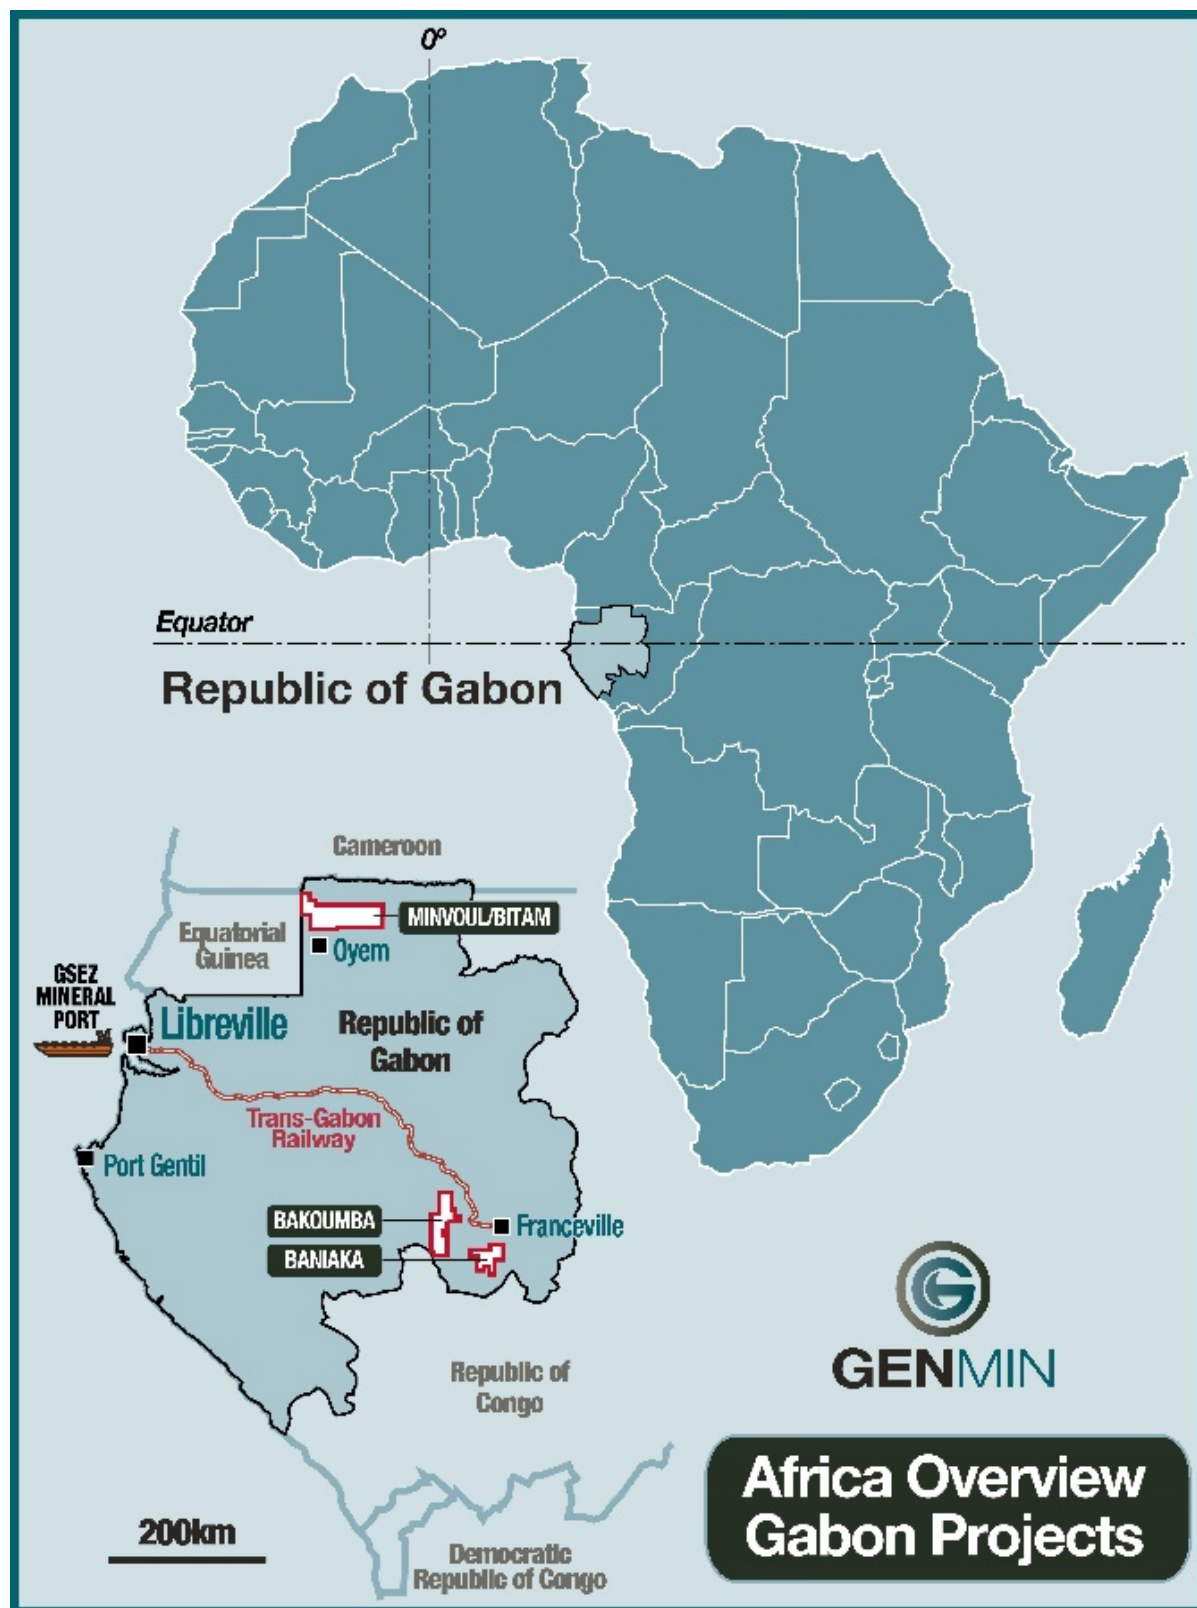 0°
Equator
Republic of Gabon
Cameroon
MINVOUL/BITAM
Equatorial
Guinea
Oyem
GSEZ
MINERAL
PORT
Libreville
Republic of
Gabon
Trans-Gabon
Railway
Port Gentil
BAKOUMBA
Franceville
BANIAKA
GENMIN
Republic of
Congo
Africa Overview
Gabon Projects
200km
Democratic
Republic of Congo